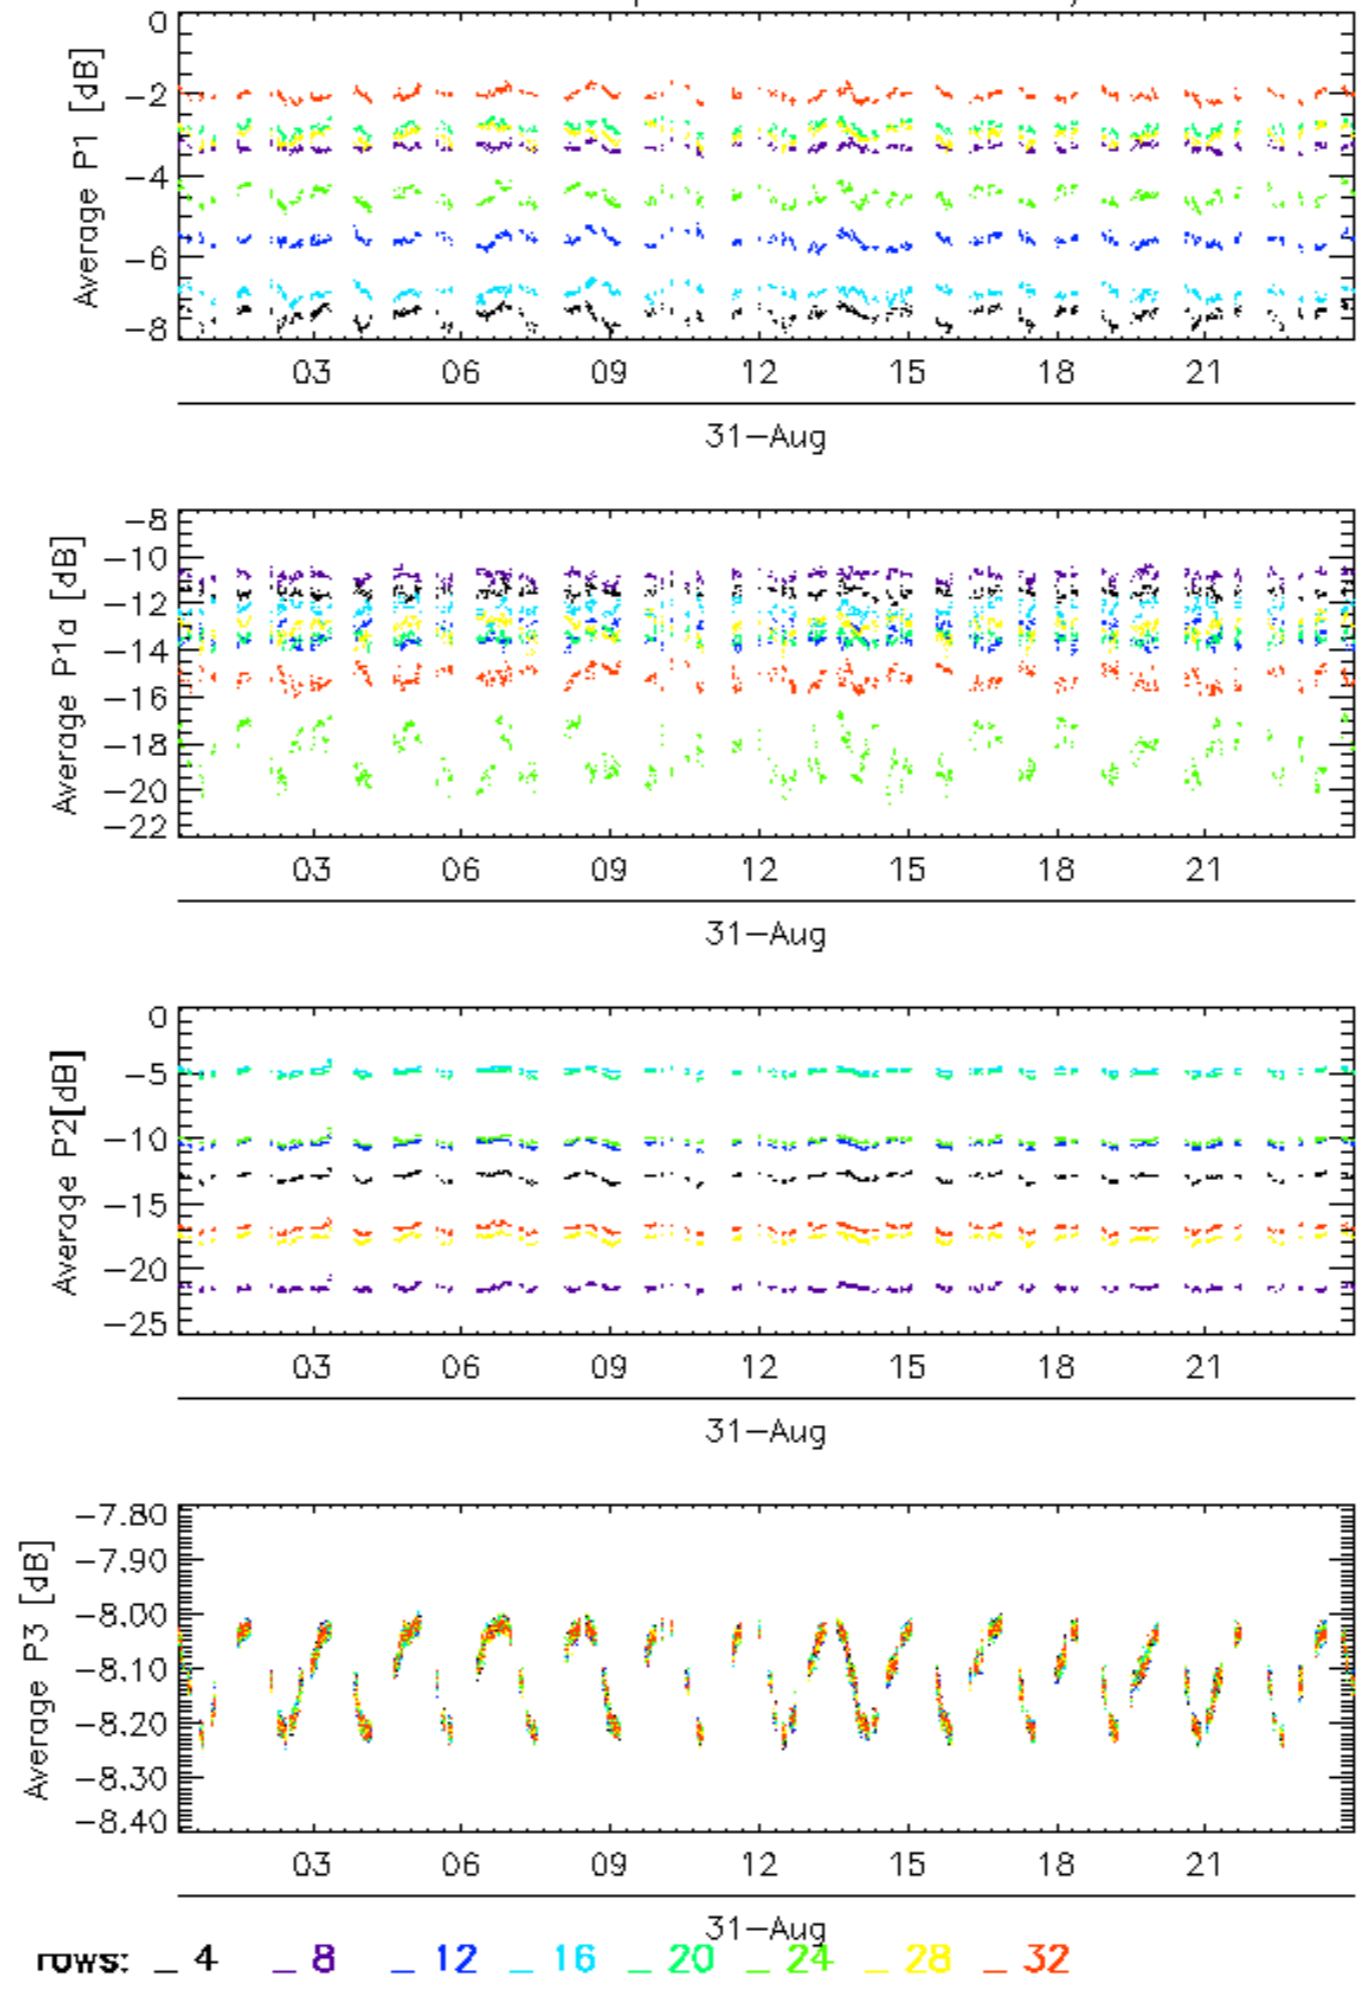 0
−2
−4
−6
−8
Average P1 [dB]
03 06 09 12 15 18 21
31−Aug
−8
−10
−12
−14
−16
−18
−20
−22
Average P1a [dB]
03 06 09 12 15 18 21
31−Aug
0
−5
−10
−15
−20
−25
Average P2[dB]
03 06 09 12 15 18 21
31−Aug
−7.80
−7.90
−8.00
−8.10
−8.20
−8.30
−8.40
Average P3 [dB]
03 06 09 12 15 18 21
31−Aug
rows: _ 4 _ 8 _ 12 _ 16 _ 20 _ 24 _ 28 _ 32